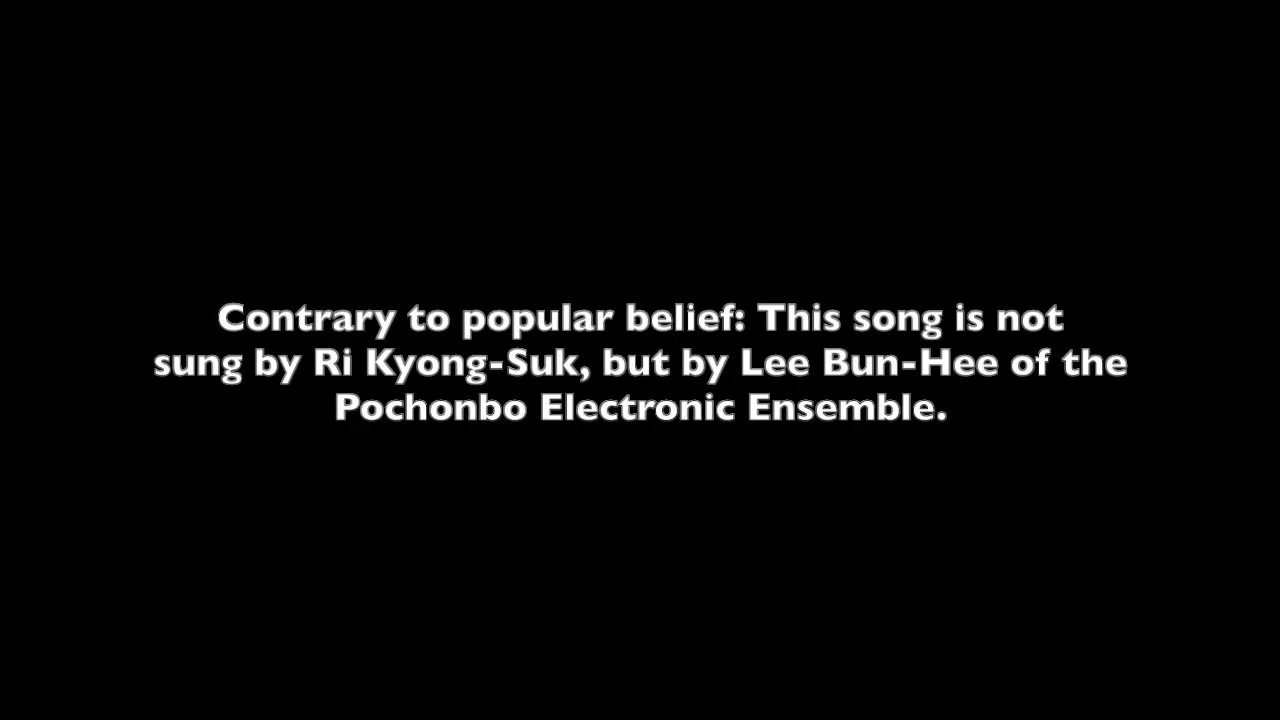 Contrary to popular belief: This song is not
sung by Ri Kyong-Suk, but by Lee Bun-Hee of the
Pochonbo Electronic Ensemble.